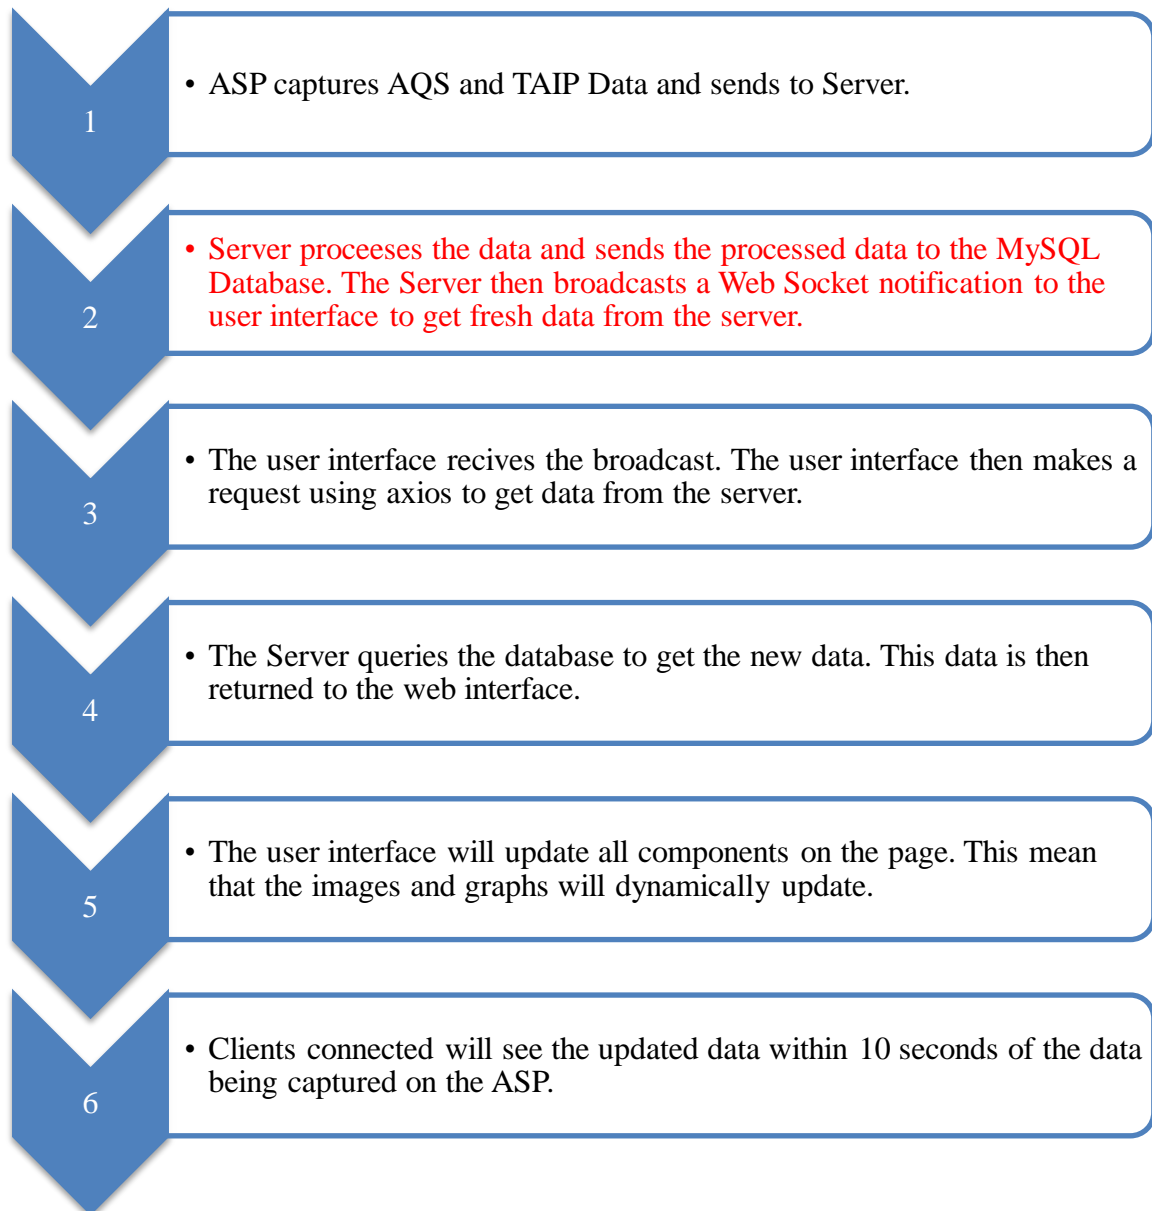 1
• ASP captures AQS and TAIP Data and sends to Server.
2
• Server proceeses the data and sends the processed data to the MySQL
Database. The Server then broadcasts a Web Socket notification to the
user interface to get fresh data from the server.
3
• The user interface recives the broadcast. The user interface then makes a
request using axios to get data from the server.
4
• The Server queries the database to get the new data. This data is then
returned to the web interface.
5
• The user interface will update all components on the page. This mean
that the images and graphs will dynamically update.
6
• Clients connected will see the updated data within 10 seconds of the data
being captured on the ASP.